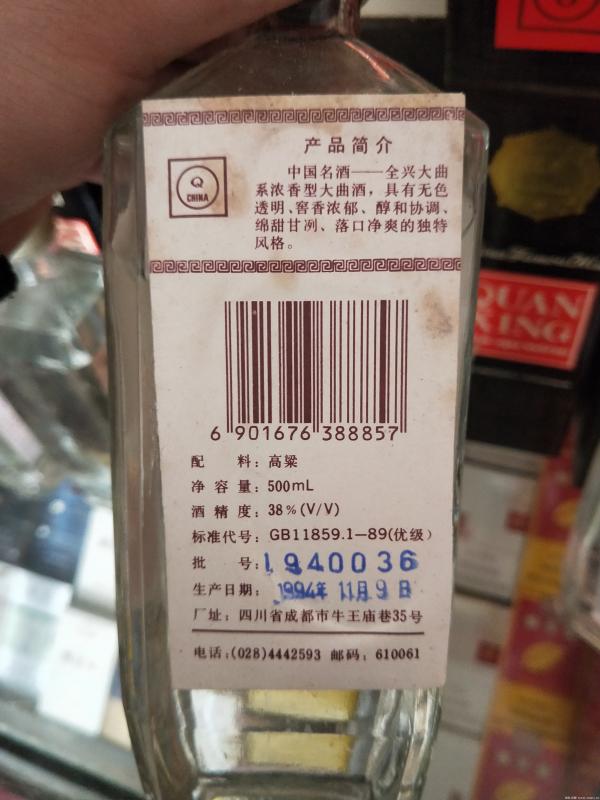 产品简介
Q
CHINA
中国名酒——全兴大曲
系浓香型大曲酒，具有无色
透明、窖香浓郁、醇和协调、
绵甜甘洌、落口净爽的独特
风格。
6 901676 388857
配 料：高粱
净 容 量：500mL
酒 精 度：38%(V/V)
标准代号：GB11859.1—89(优级)
批 号：1940036
生产日期：1994年 11月 9 日
厂址：四川省成都市牛王庙巷35号
电话：(028)4442593 邮码：610061
QUAN
XING